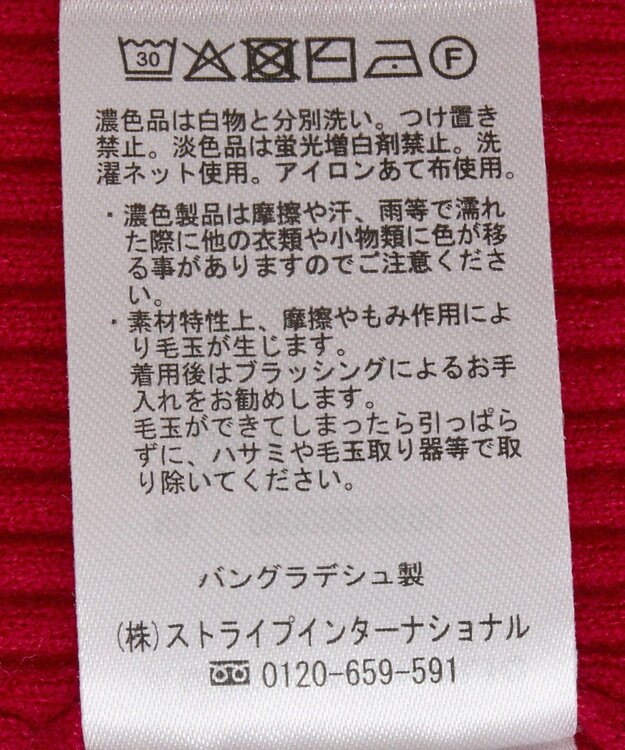 30 F
濃色品は白物と分別洗い。つけ置き
禁止。淡色品は蛍光増白剤禁止。洗
濯ネット使用。アイロンあて布使用。
・濃色製品は摩擦や汗、雨等で濡れ
た際に他の衣類や小物類に色が移
る事がありますのでご注意くださ
い。
・素材特性上、摩擦やもみ作用によ
り毛玉が生じます。
着用後はブラッシングによるお手
入れをお勧めします。
毛玉ができてしまったら引っぱら
ずに、ハサミや毛玉取り器等で取
り除いてください。
バングラデシュ製
(株)ストライプインターナショナル
0120-659-591